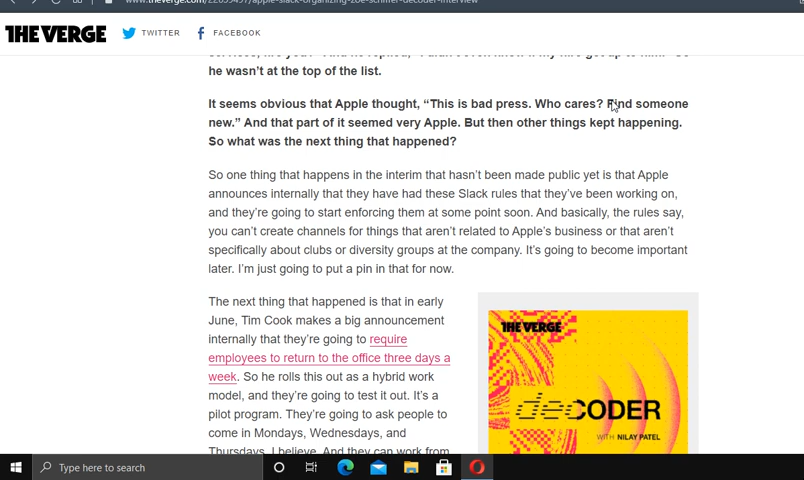 www.theverge.com/22659437/apple-slack-organizing-zoe-schiffer-decoder-interview
THE VERGE
TWITTER
FACEBOOK
he wasn't at the top of the list.
It seems obvious that Apple thought, “This is bad press. Who cares? Find someone
new.” And that part of it seemed very Apple. But then other things kept happening.
So what was the next thing that happened?
So one thing that happens in the interim that hasn't been made public yet is that Apple
announces internally that they have had these Slack rules that they've been working on,
and they're going to start enforcing them at some point soon. And basically, the rules say,
you can't create channels for things that aren't related to Apple's business or that aren't
specifically about clubs or diversity groups at the company. It's going to become important
later. I'm just going to put a pin in that for now.
The next thing that happened is that in early
June, Tim Cook makes a big announcement
internally that they're going to require
employees to return to the office three days a
week. So he rolls this out as a hybrid work
model, and they're going to test it out. It's a
pilot program. They're going to ask people to
come in Mondays, Wednesdays, and
Thursdays, I believe. And they can work from
THE VERGE
deCODER
WITH NILAY PATEL
Type here to search